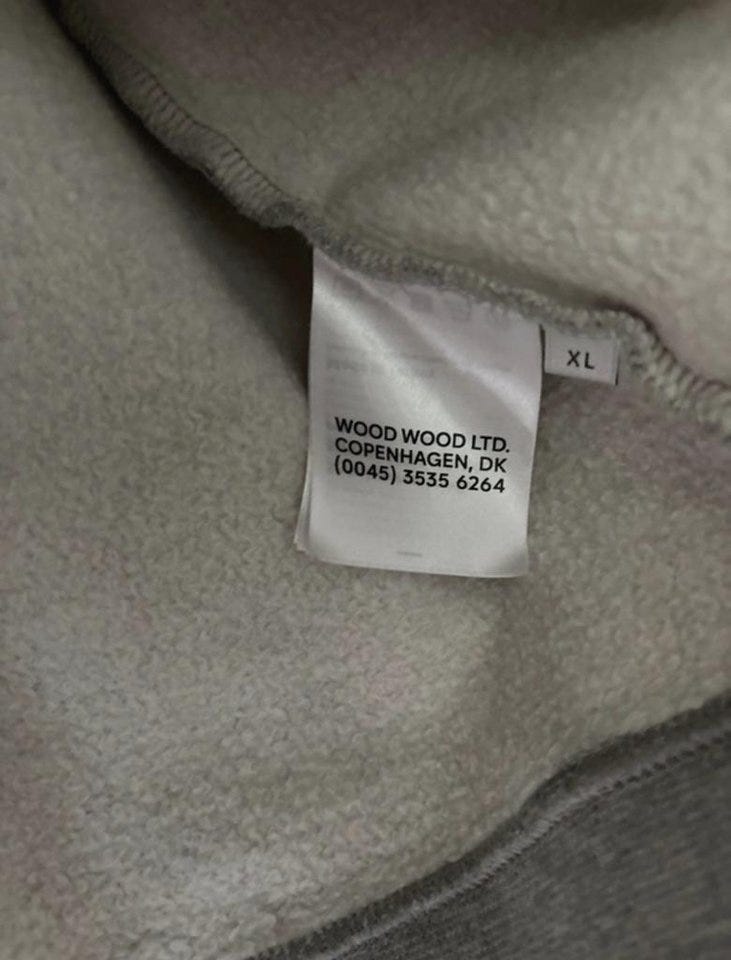 WOOD WOOD LTD.
COPENHAGEN, DK
(0045) 3535 6264
XL